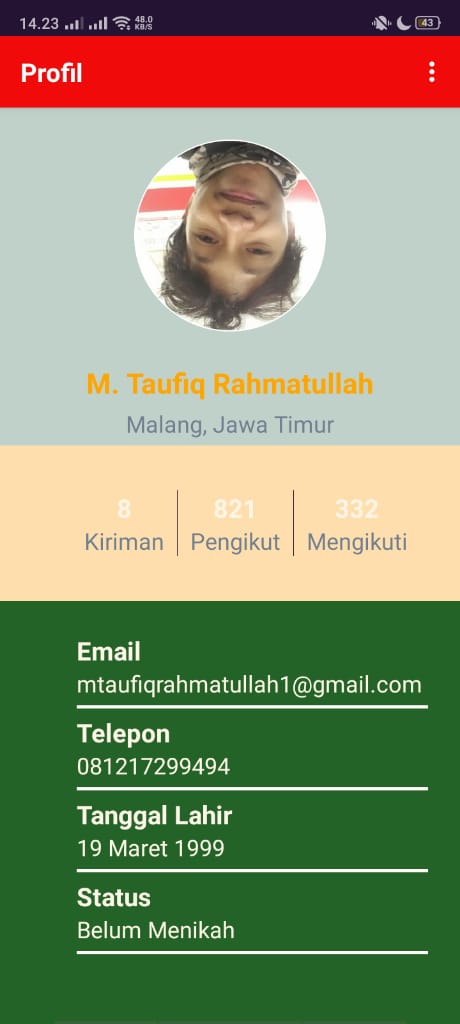 14.23 48.0 KB/S 43
Profil
M. Taufiq Rahmatullah
Malang, Jawa Timur
8 821 332
Kiriman Pengikut Mengikuti
Email
mtaufiqrahmatullah1@gmail.com
Telepon
081217299494
Tanggal Lahir
19 Maret 1999
Status
Belum Menikah